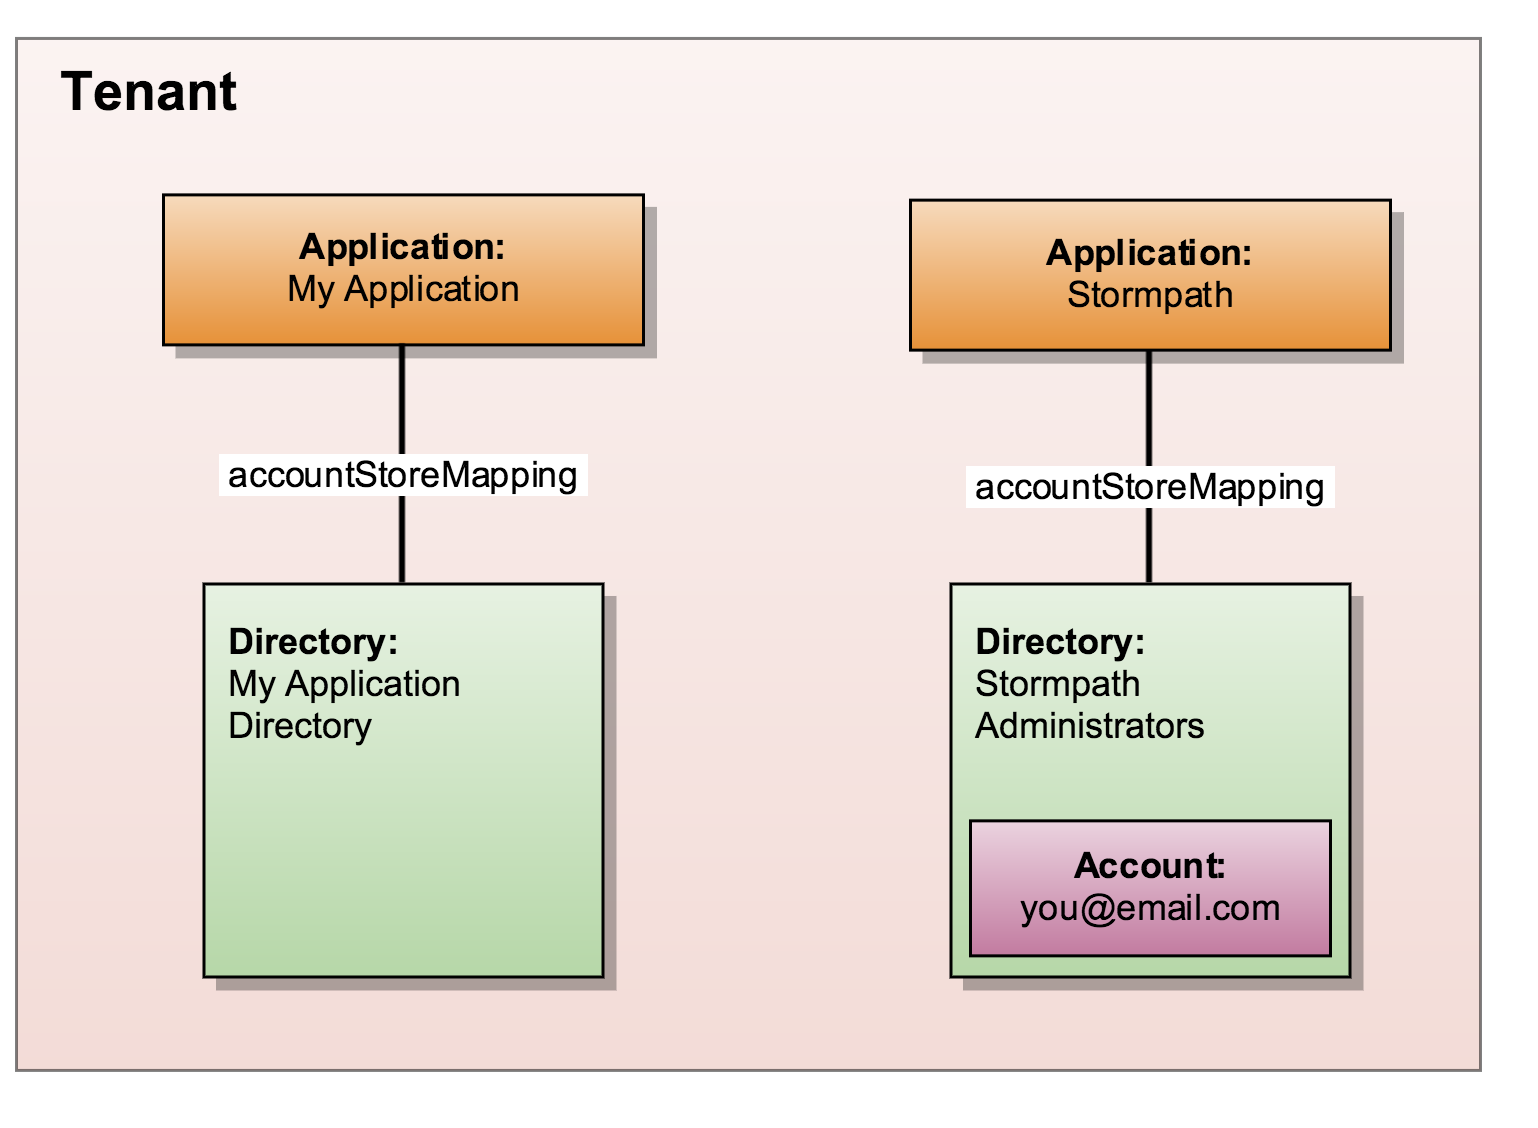 Tenant
Application:
My Application
accountStoreMapping
Directory:
My Application
Directory
Application:
Stormpath
accountStoreMapping
Directory:
Stormpath
Administrators
Account:
you@email.com